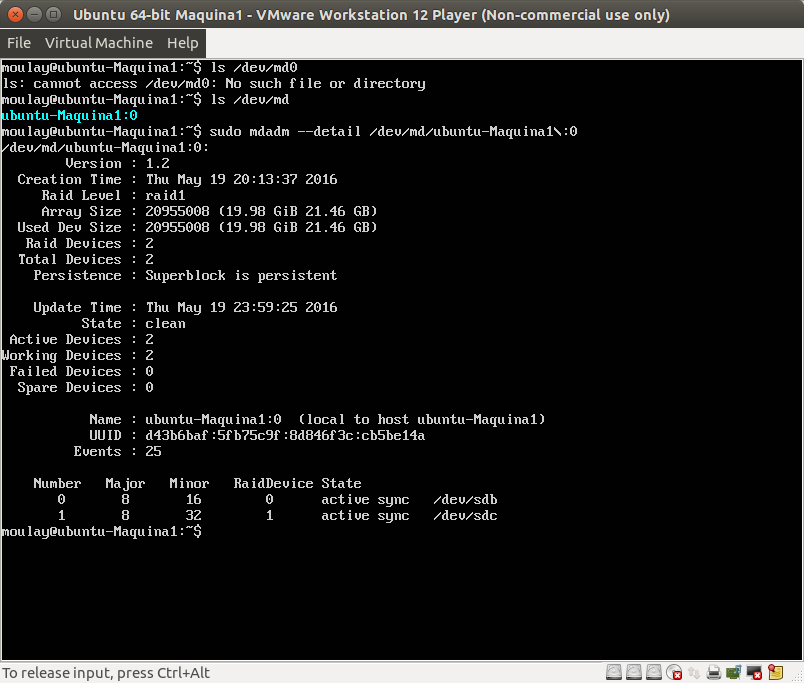 Ubuntu 64-bit Maquina1 - VMware Workstation 12 Player (Non-commercial use only)
File Virtual Machine Help
moulay@ubuntu-Maquina1:~$ ls /dev/md0
ls: cannot access /dev/md0: No such file or directory
moulay@ubuntu-Maquina1:~$ ls /dev/md
ubuntu-Maquina1:0
moulay@ubuntu-Maquina1:~$ sudo mdadm --detail /dev/md/ubuntu-Maquina1\:0
/dev/md/ubuntu-Maquina1:0:
Version : 1.2
Creation Time : Thu May 19 20:13:37 2016
Raid Level : raid1
Array Size : 20955008 (19.98 GiB 21.46 GB)
Used Dev Size : 20955008 (19.98 GiB 21.46 GB)
Raid Devices : 2
Total Devices : 2
Persistence : Superblock is persistent
Update Time : Thu May 19 23:59:25 2016
State : clean
Active Devices : 2
Working Devices : 2
Failed Devices : 0
Spare Devices : 0
Name : ubuntu-Maquina1:0 (local to host ubuntu-Maquina1)
UUID : d43b6baf:5fb75c9f:8d846f3c:cb5be14a
Events : 25
Number Major Minor RaidDevice State
0 8 16 0 active sync /dev/sdb
1 8 32 1 active sync /dev/sdc
moulay@ubuntu-Maquina1:~$
To release input, press Ctrl+Alt